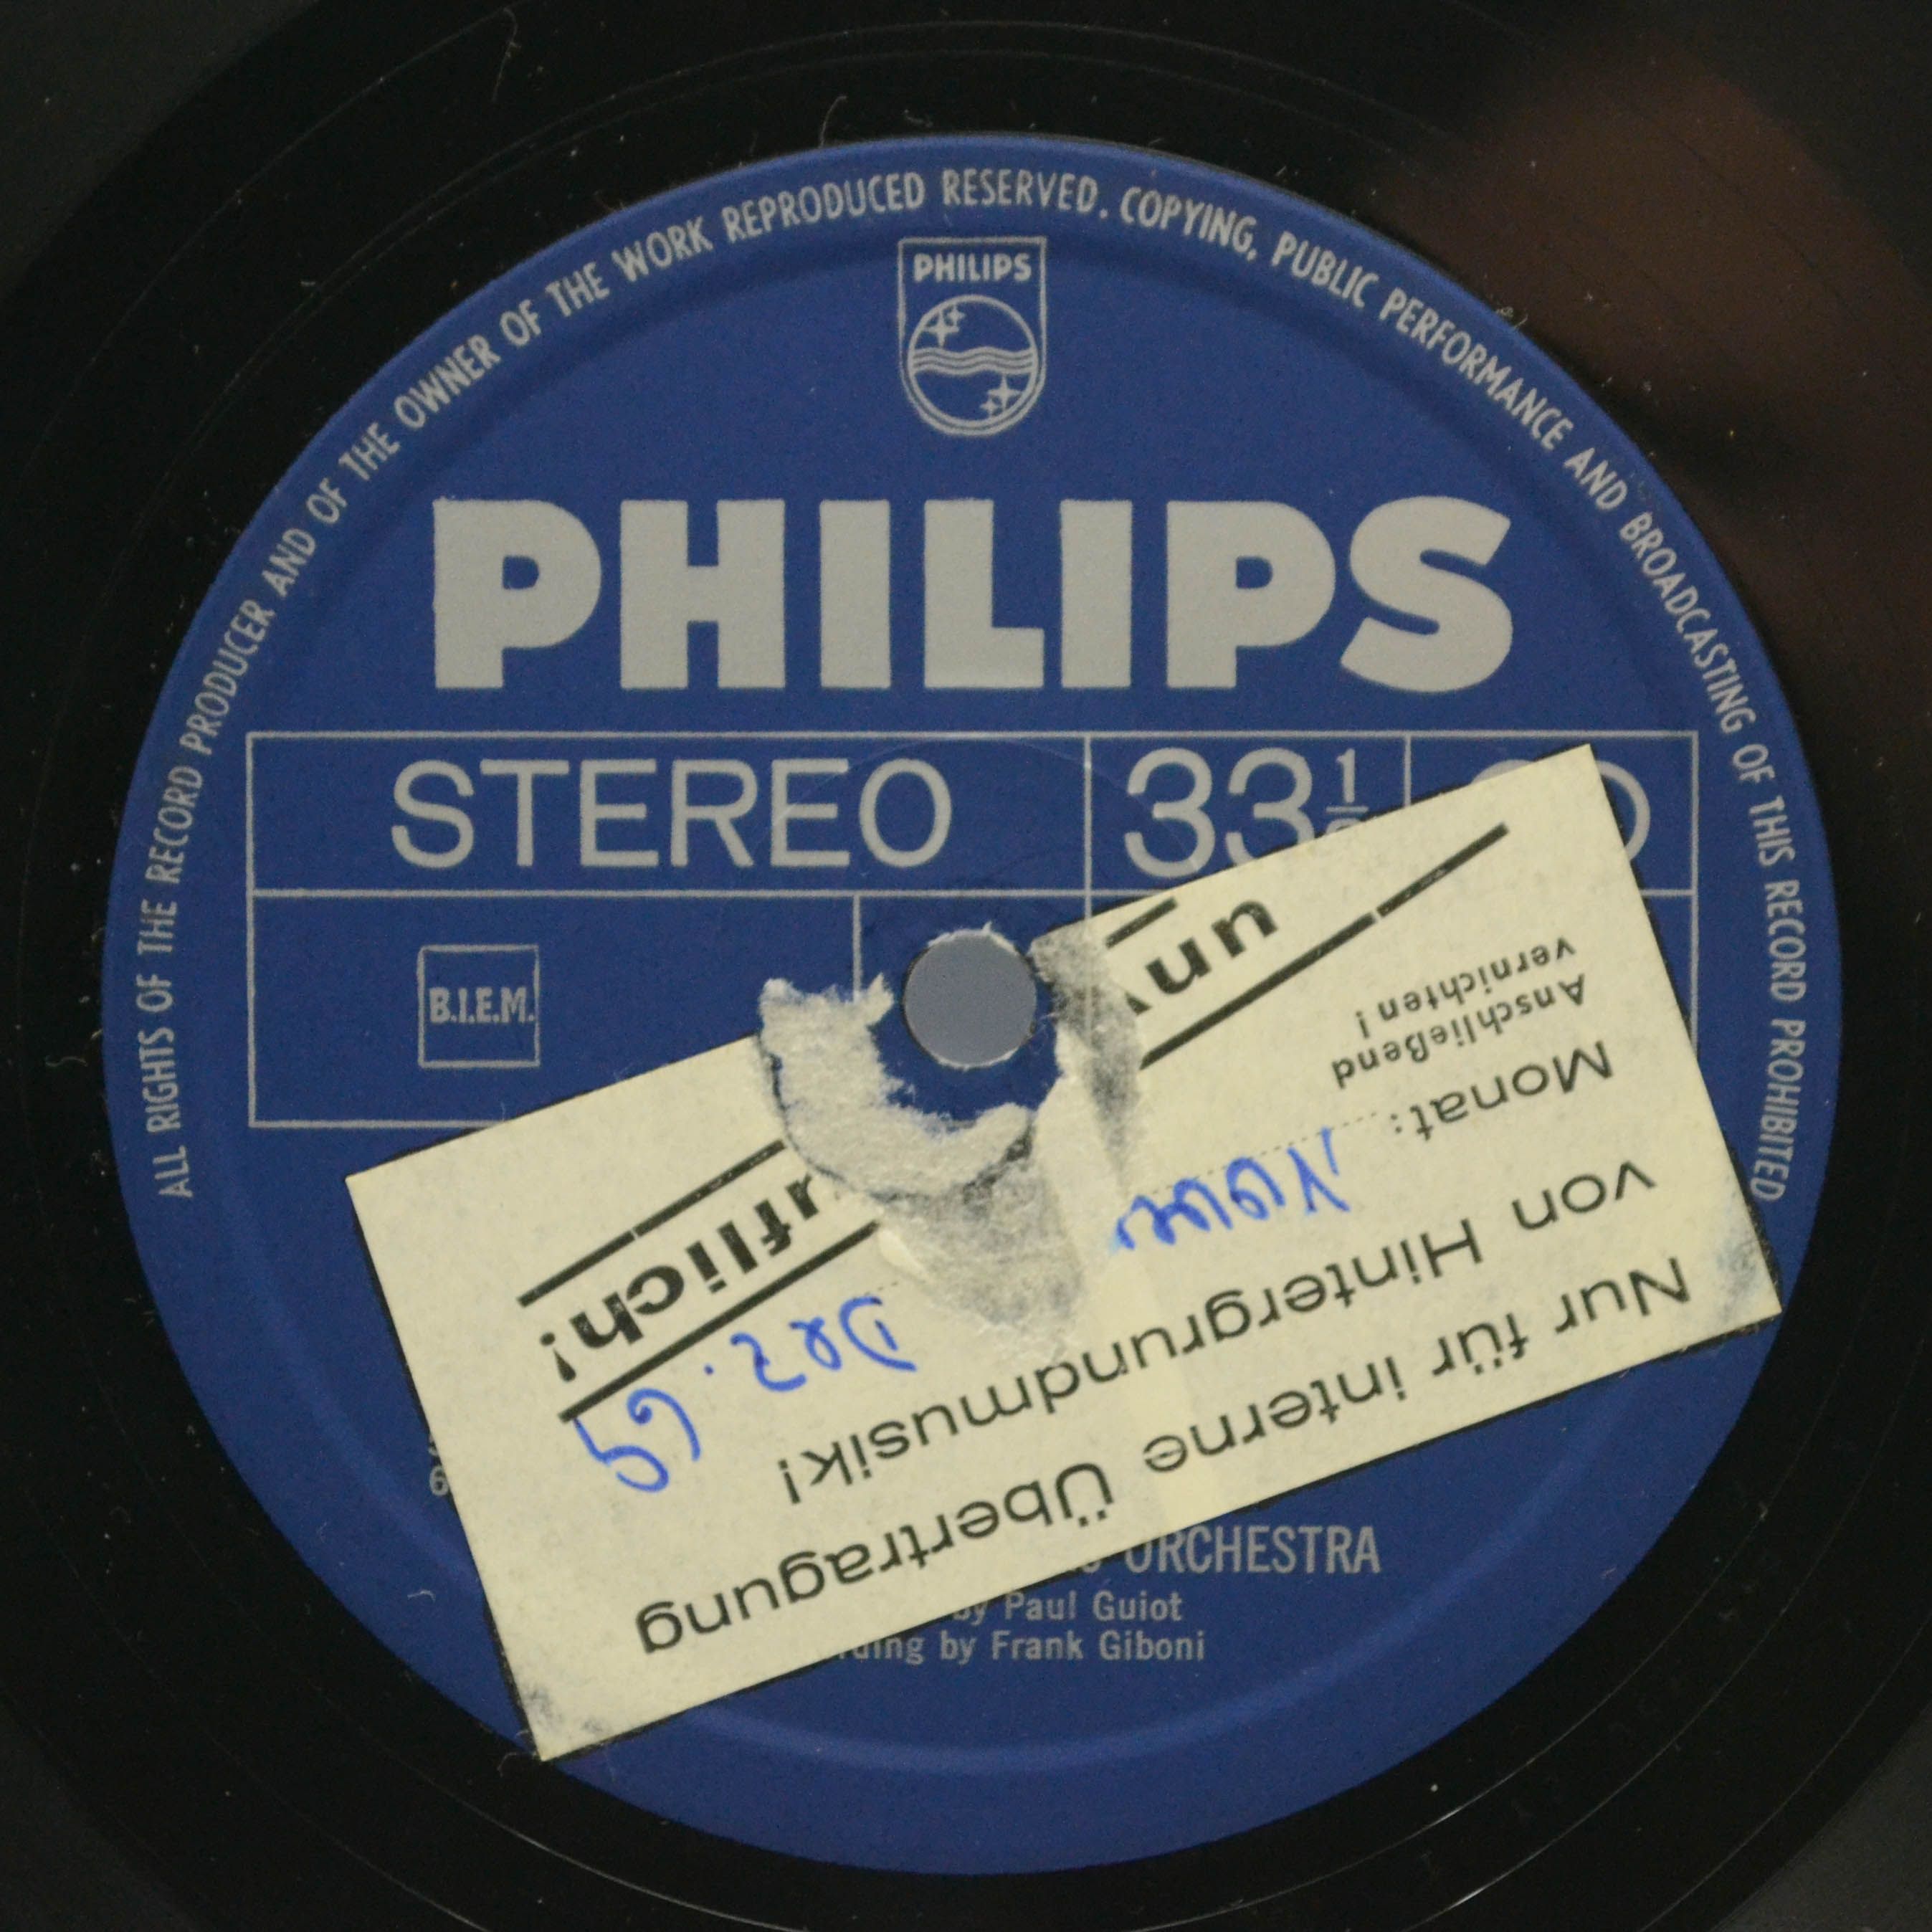 ALL RIGHTS OF THE RECORD PRODUCER AND OF THE OWNER OF THE WORK REPRODUCED RESERVED. COPYING, PUBLIC PERFORMANCE AND BROADCASTING OF THIS RECORD PROHIBITED
PHILIPS
PHILIPS
STEREO 33
B.I.E.M.
Nur für interne Übertragung
von Hintergrundmusik!
Monat: Dez. 69
Anschließend
vernichten!
ORCHESTRA
by Paul Guiot
by Frank Giboni